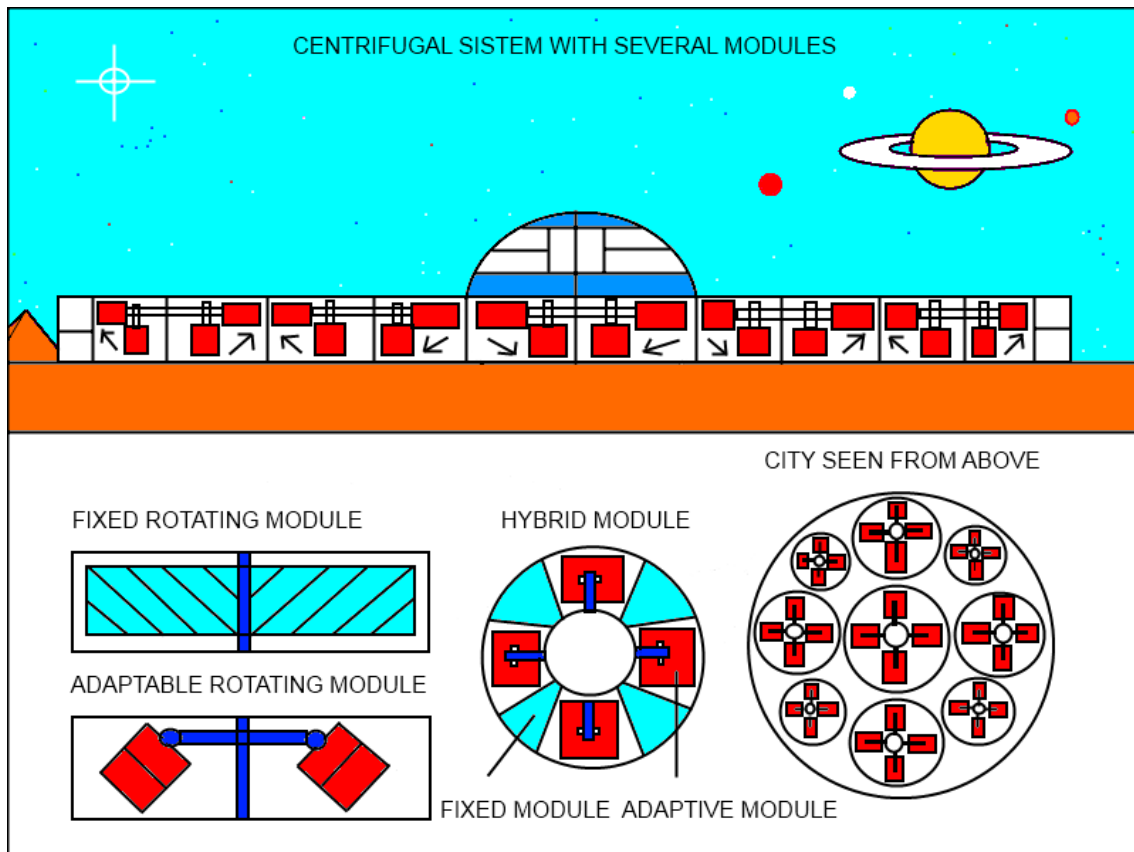 CENTRIFUGAL SISTEM WITH SEVERAL MODULES
CITY SEEN FROM ABOVE
FIXED ROTATING MODULE
HYBRID MODULE
ADAPTABLE ROTATING MODULE
FIXED MODULE
ADAPTIVE MODULE